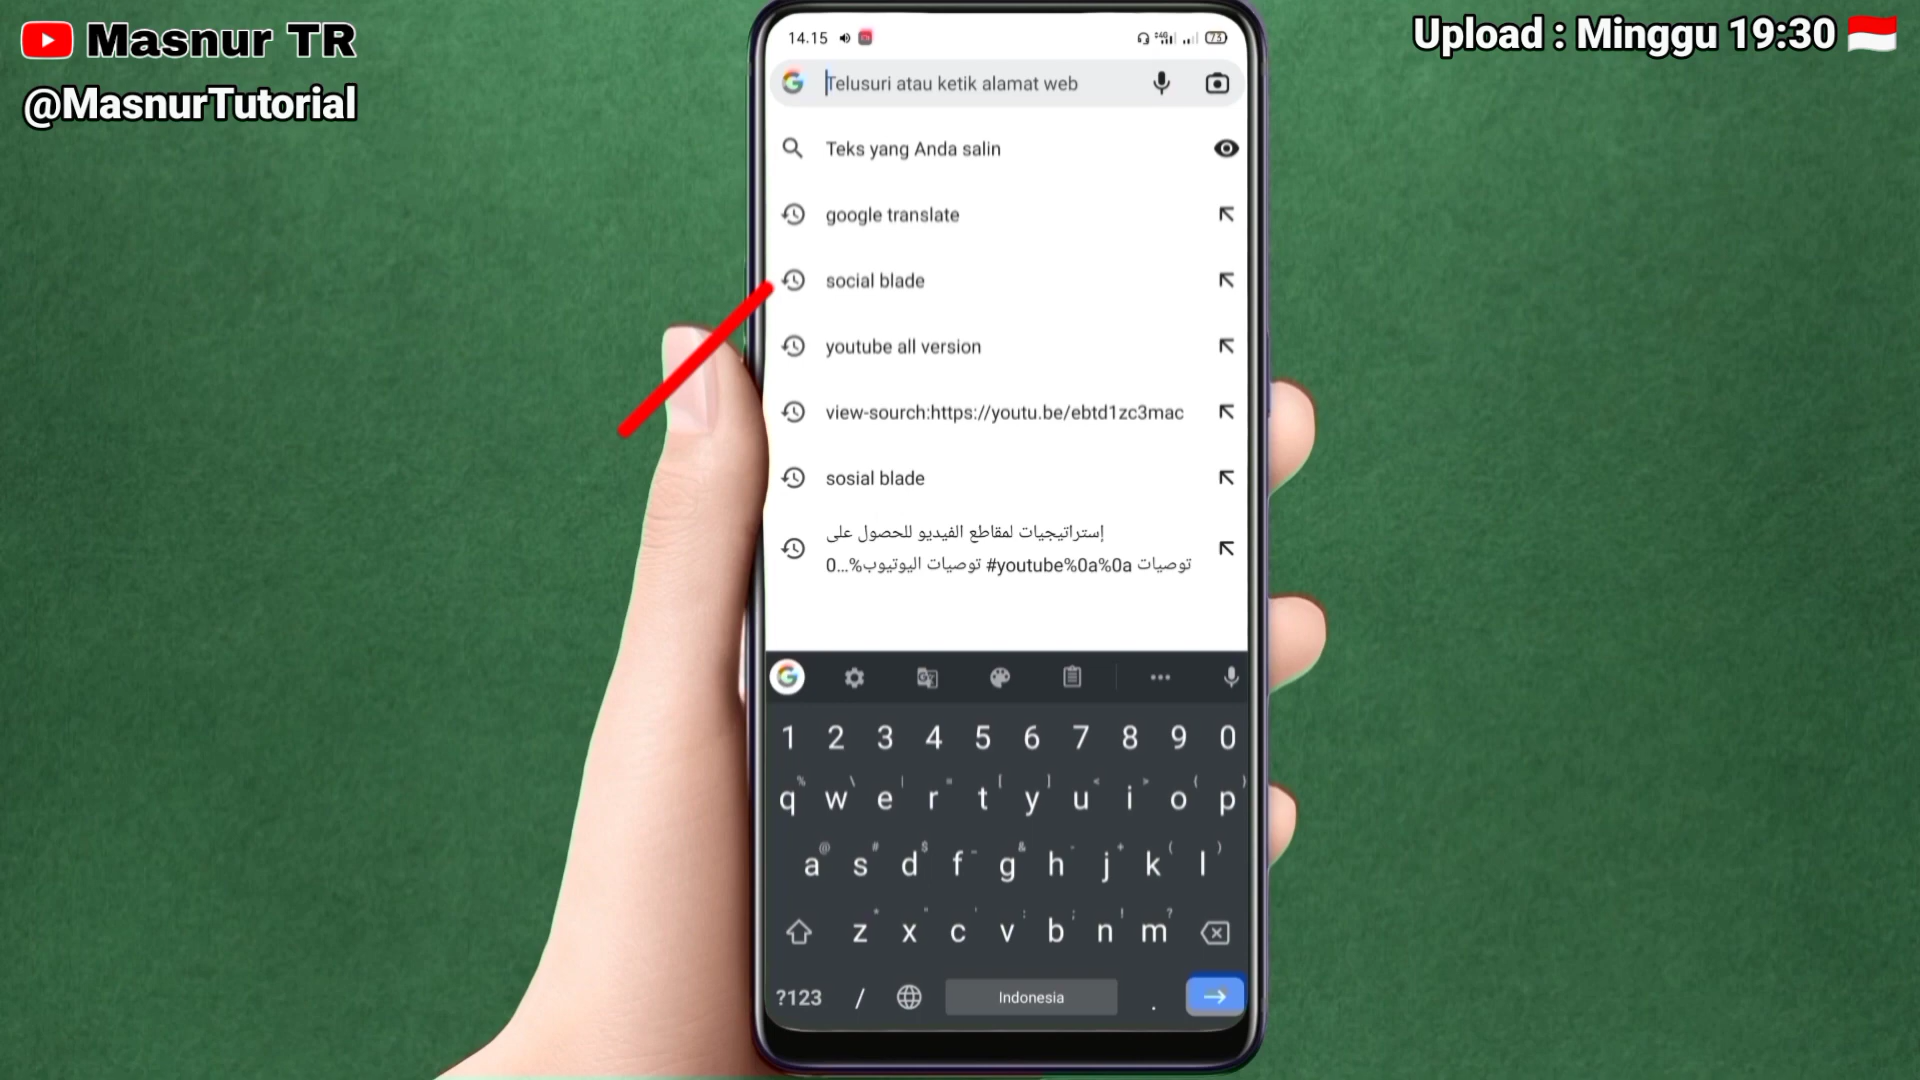 Masnur TR
@MasnurTutorial
Upload : Minggu 19:30
14.15
73
Telusuri atau ketik alamat web
Teks yang Anda salin
google translate
social blade
youtube all version
view-sourch:https://youtu.be/ebtd1zc3mac
sosial blade
إستراتيجيات لمقاطع الفيديو للحصول على
توصيات #youtube%0a%0a توصيات اليوتيوب%...0
1 2 3 4 5 6 7 8 9 0
q w e r t y u i o p
a s d f g h j k l
z x c v b n m
?123 / Indonesia .